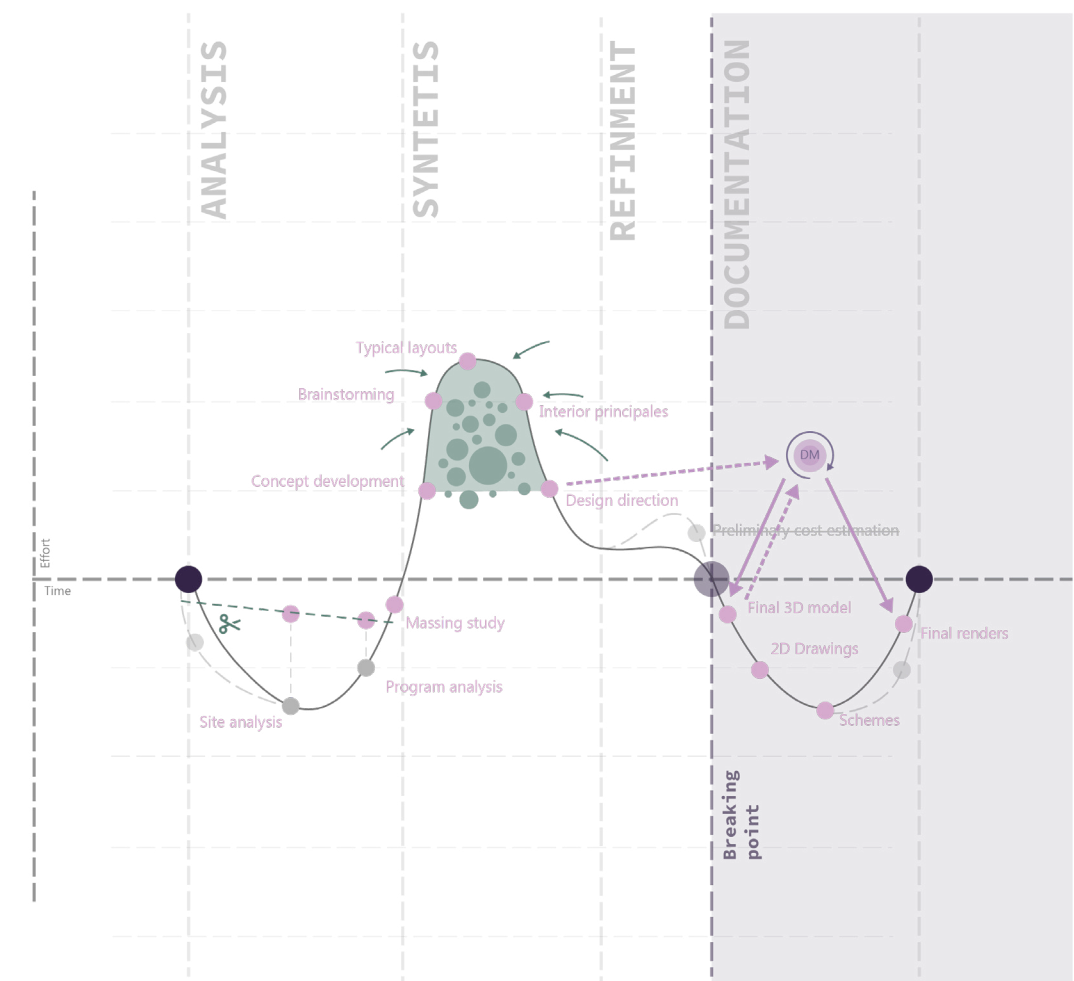 ANALYSIS
SYNTETIS
REFINMENT
DOCUMENTATION
Typical layouts
Brainstorming
Interior principales
Concept development
Design direction
DM
Preliminary cost estimation
Effort
Time
Massing study
Final 3D model
Final renders
2D Drawings
Program analysis
Site analysis
Schemes
Breaking
point